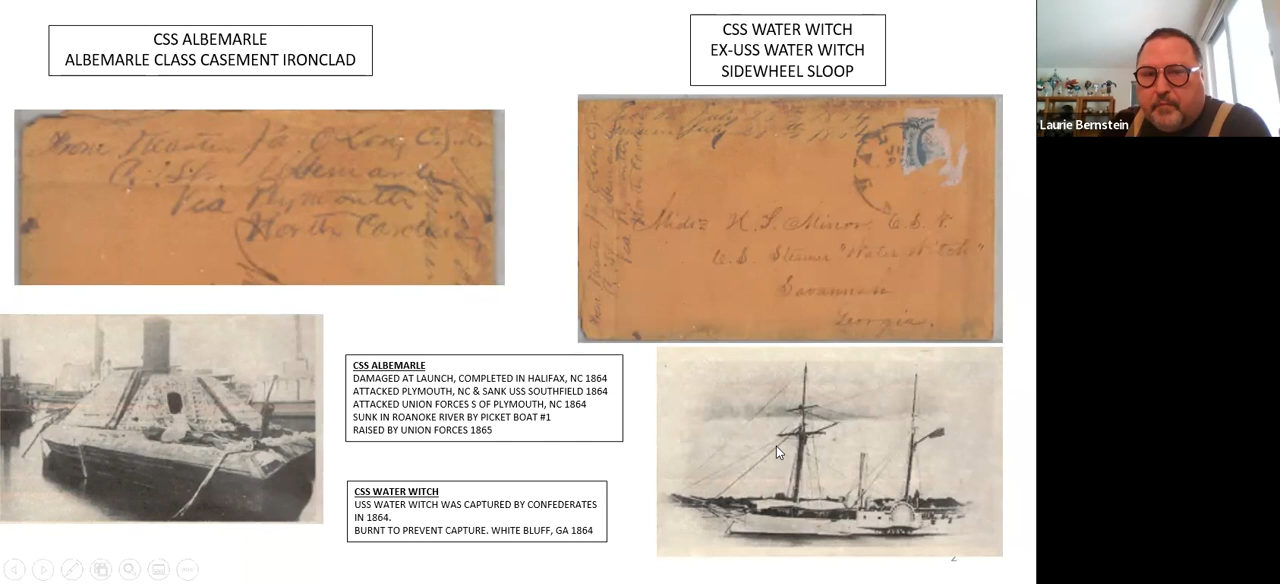 CSS ALBEMARLE
ALBEMARLE CLASS CASEMENT IRONCLAD
CSS WATER WITCH
EX-USS WATER WITCH
SIDEWHEEL SLOOP
Via Plymouth
North Carolina
Mid'n H. S. Minor, C. S. N.
C. S. Steamer "Water Witch"
Savannah
Georgia.
CSS ALBEMARLE
DAMAGED AT LAUNCH, COMPLETED IN HALIFAX, NC 1864
ATTACKED PLYMOUTH, NC & SANK USS SOUTHFIELD 1864
ATTACKED UNION FORCES S OF PLYMOUTH, NC 1864
SUNK IN ROANOKE RIVER BY PICKET BOAT #1
RAISED BY UNION FORCES 1865
CSS WATER WITCH
USS WATER WITCH WAS CAPTURED BY CONFEDERATES
IN 1864.
BURNT TO PREVENT CAPTURE. WHITE BLUFF, GA 1864
2
Laurie Bernstein